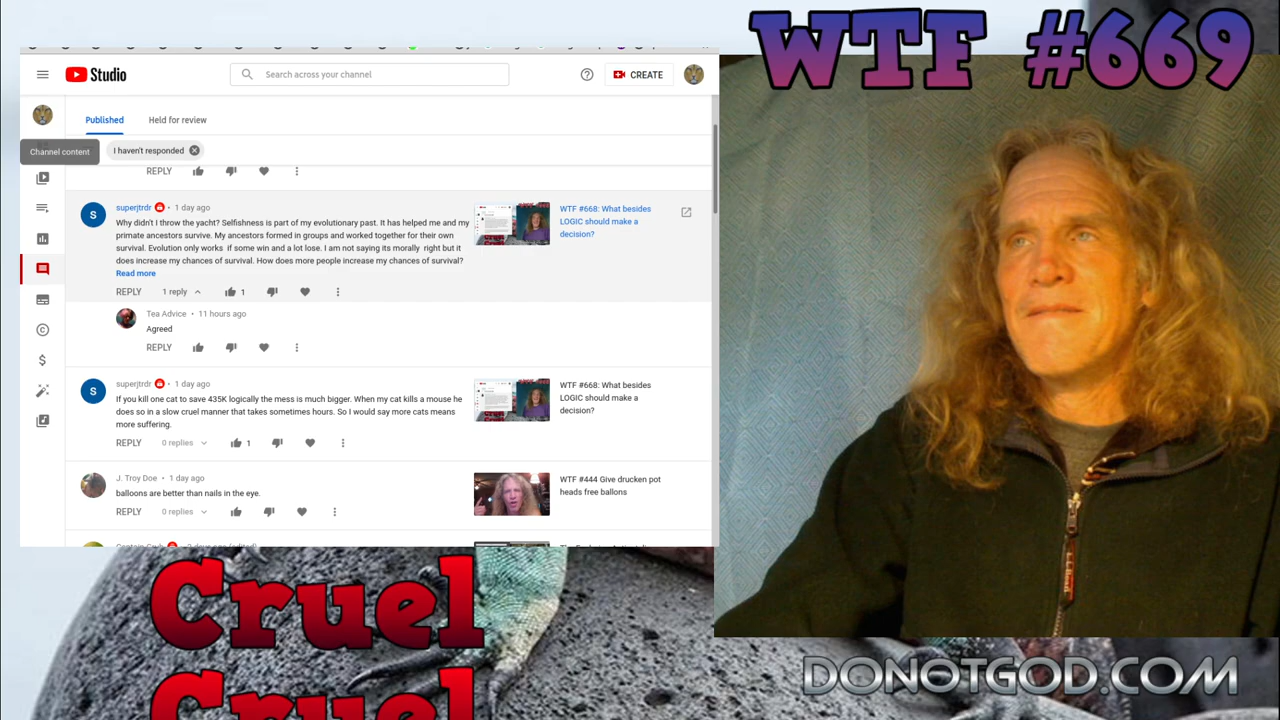 WTF #669
Studio
Search across your channel
CREATE
Published
Held for review
Channel content
I haven't responded
REPLY
superjtrdr • 1 day ago
Why didn't I throw the yacht? Selfishness is part of my evolutionary past. It has helped me and my
primate ancestors survive. My ancestors formed in groups and worked together for their own
survival. Evolution only works if some win and a lot lose. I am not saying its morally right but it
does increase my chances of survival. How does more people increase my chances of survival?
Read more
REPLY 1 reply 1
WTF #668: What besides
LOGIC should make a
decision?
Tea Advice • 11 hours ago
Agreed
REPLY
S
superjtrdr • 1 day ago
If you kill one cat to save 435K logically the mess is much bigger. When my cat kills a mouse he
does so in a slow cruel manner that takes sometimes hours. So I would say more cats means
more suffering.
REPLY 0 replies 1
WTF #668: What besides
LOGIC should make a
decision?
S
J. Troy Doe • 1 day ago
balloons are better than nails in the eye.
REPLY 0 replies
WTF #444 Give drucken pot
heads free ballons
Cruel
Cruel
DONOTGOD.COM